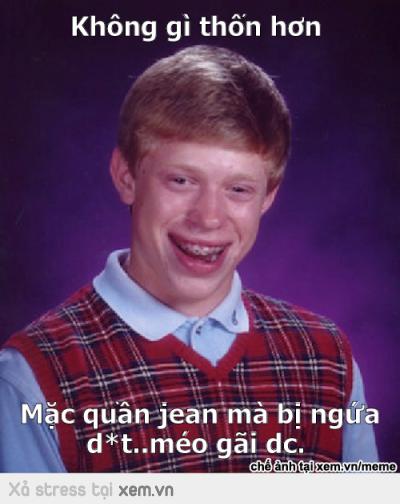 Không gì thốn hơn
Mặc quần jean mà bị ngứa
d*t..méo gãi dc.
chế ảnh tại xem.vn/meme
Xả stress tại xem.vn